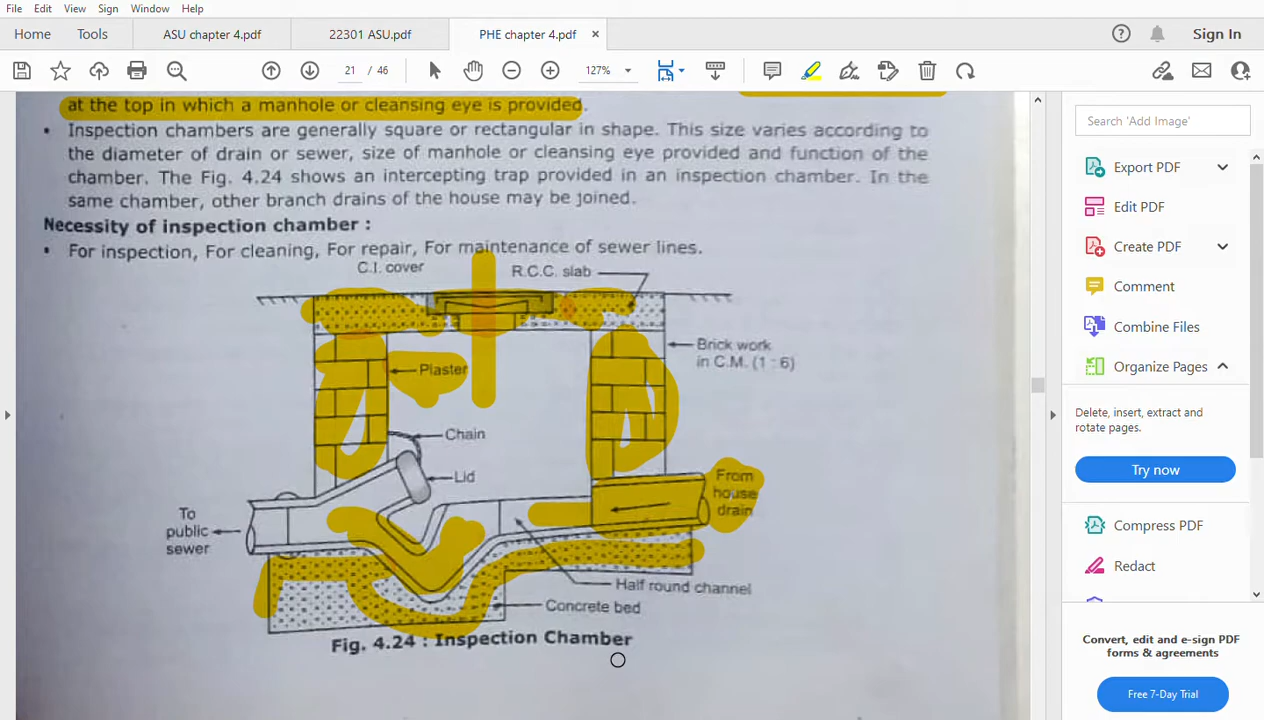 File Edit View Sign Window Help
Home Tools ASU chapter 4.pdf 22301 ASU.pdf PHE chapter 4.pdf × Sign In
21 / 46 127%
at the top in which a manhole or cleansing eye is provided.
• Inspection chambers are generally square or rectangular in shape. This size varies according to
the diameter of drain or sewer, size of manhole or cleansing eye provided and function of the
chamber. The Fig. 4.24 shows an intercepting trap provided in an inspection chamber. In the
same chamber, other branch drains of the house may be joined.
Necessity of inspection chamber :
• For inspection, For cleaning, For repair, For maintenance of sewer lines.
C.I. cover
R.C.C. slab
Brick work
in C.M. (1 : 6)
Plaster
Chain
Lid
From
house
drain
To
public
sewer
Half round channel
Concrete bed
Fig. 4.24 : Inspection Chamber
Search 'Add Image'
Export PDF
Edit PDF
Create PDF
Comment
Combine Files
Organize Pages
Delete, insert, extract and
rotate pages.
Try now
Compress PDF
Redact
Convert, edit and e-sign PDF
forms & agreements
Free 7-Day Trial